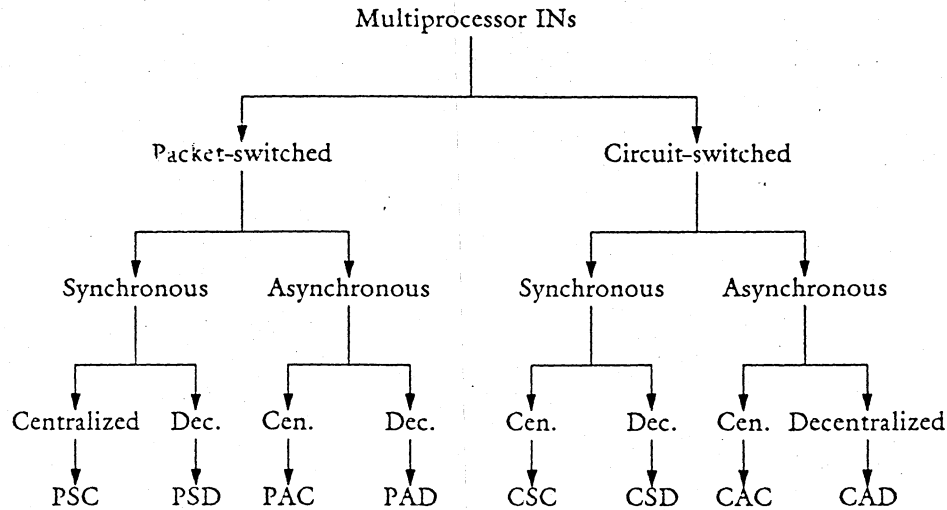 Multiprocessor INs
Packet-switched Circuit-switched
Synchronous Asynchronous Synchronous Asynchronous
Centralized Dec. Cen. Dec. Cen. Dec. Cen. Decentralized
PSC PSD PAC PAD CSC CSD CAC CAD